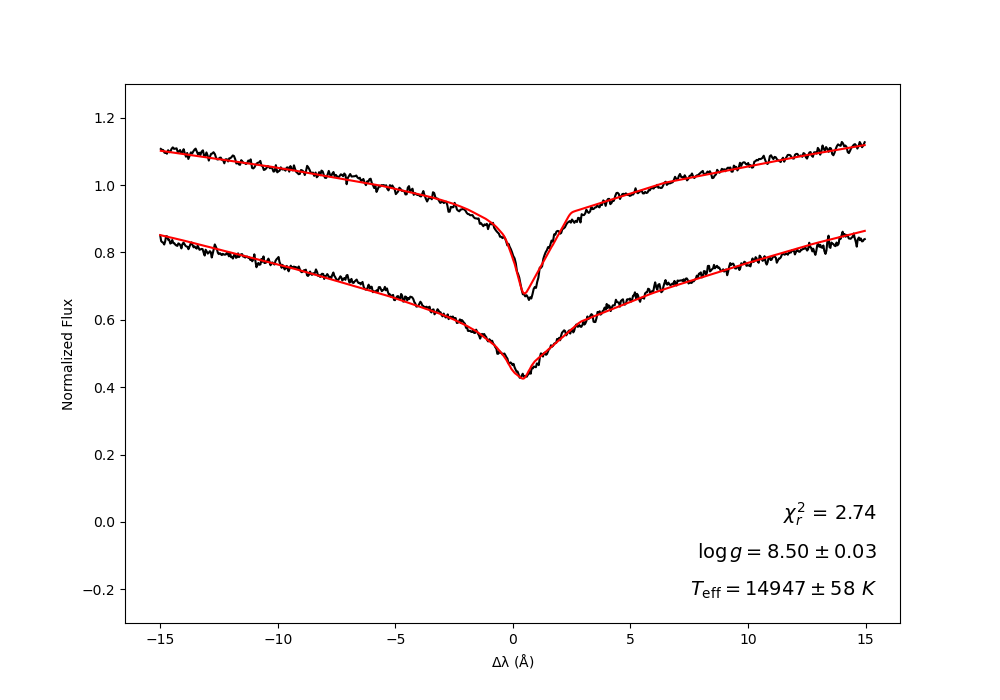 1.2
1.0
0.8
0.6
0.4
0.2
0.0
−0.2
Normalized Flux
χ²ᵣ = 2.74
log g = 8.50 ± 0.03
T_eff = 14947 ± 58 K
−15 −10 −5 0 5 10 15
Δλ (Å)